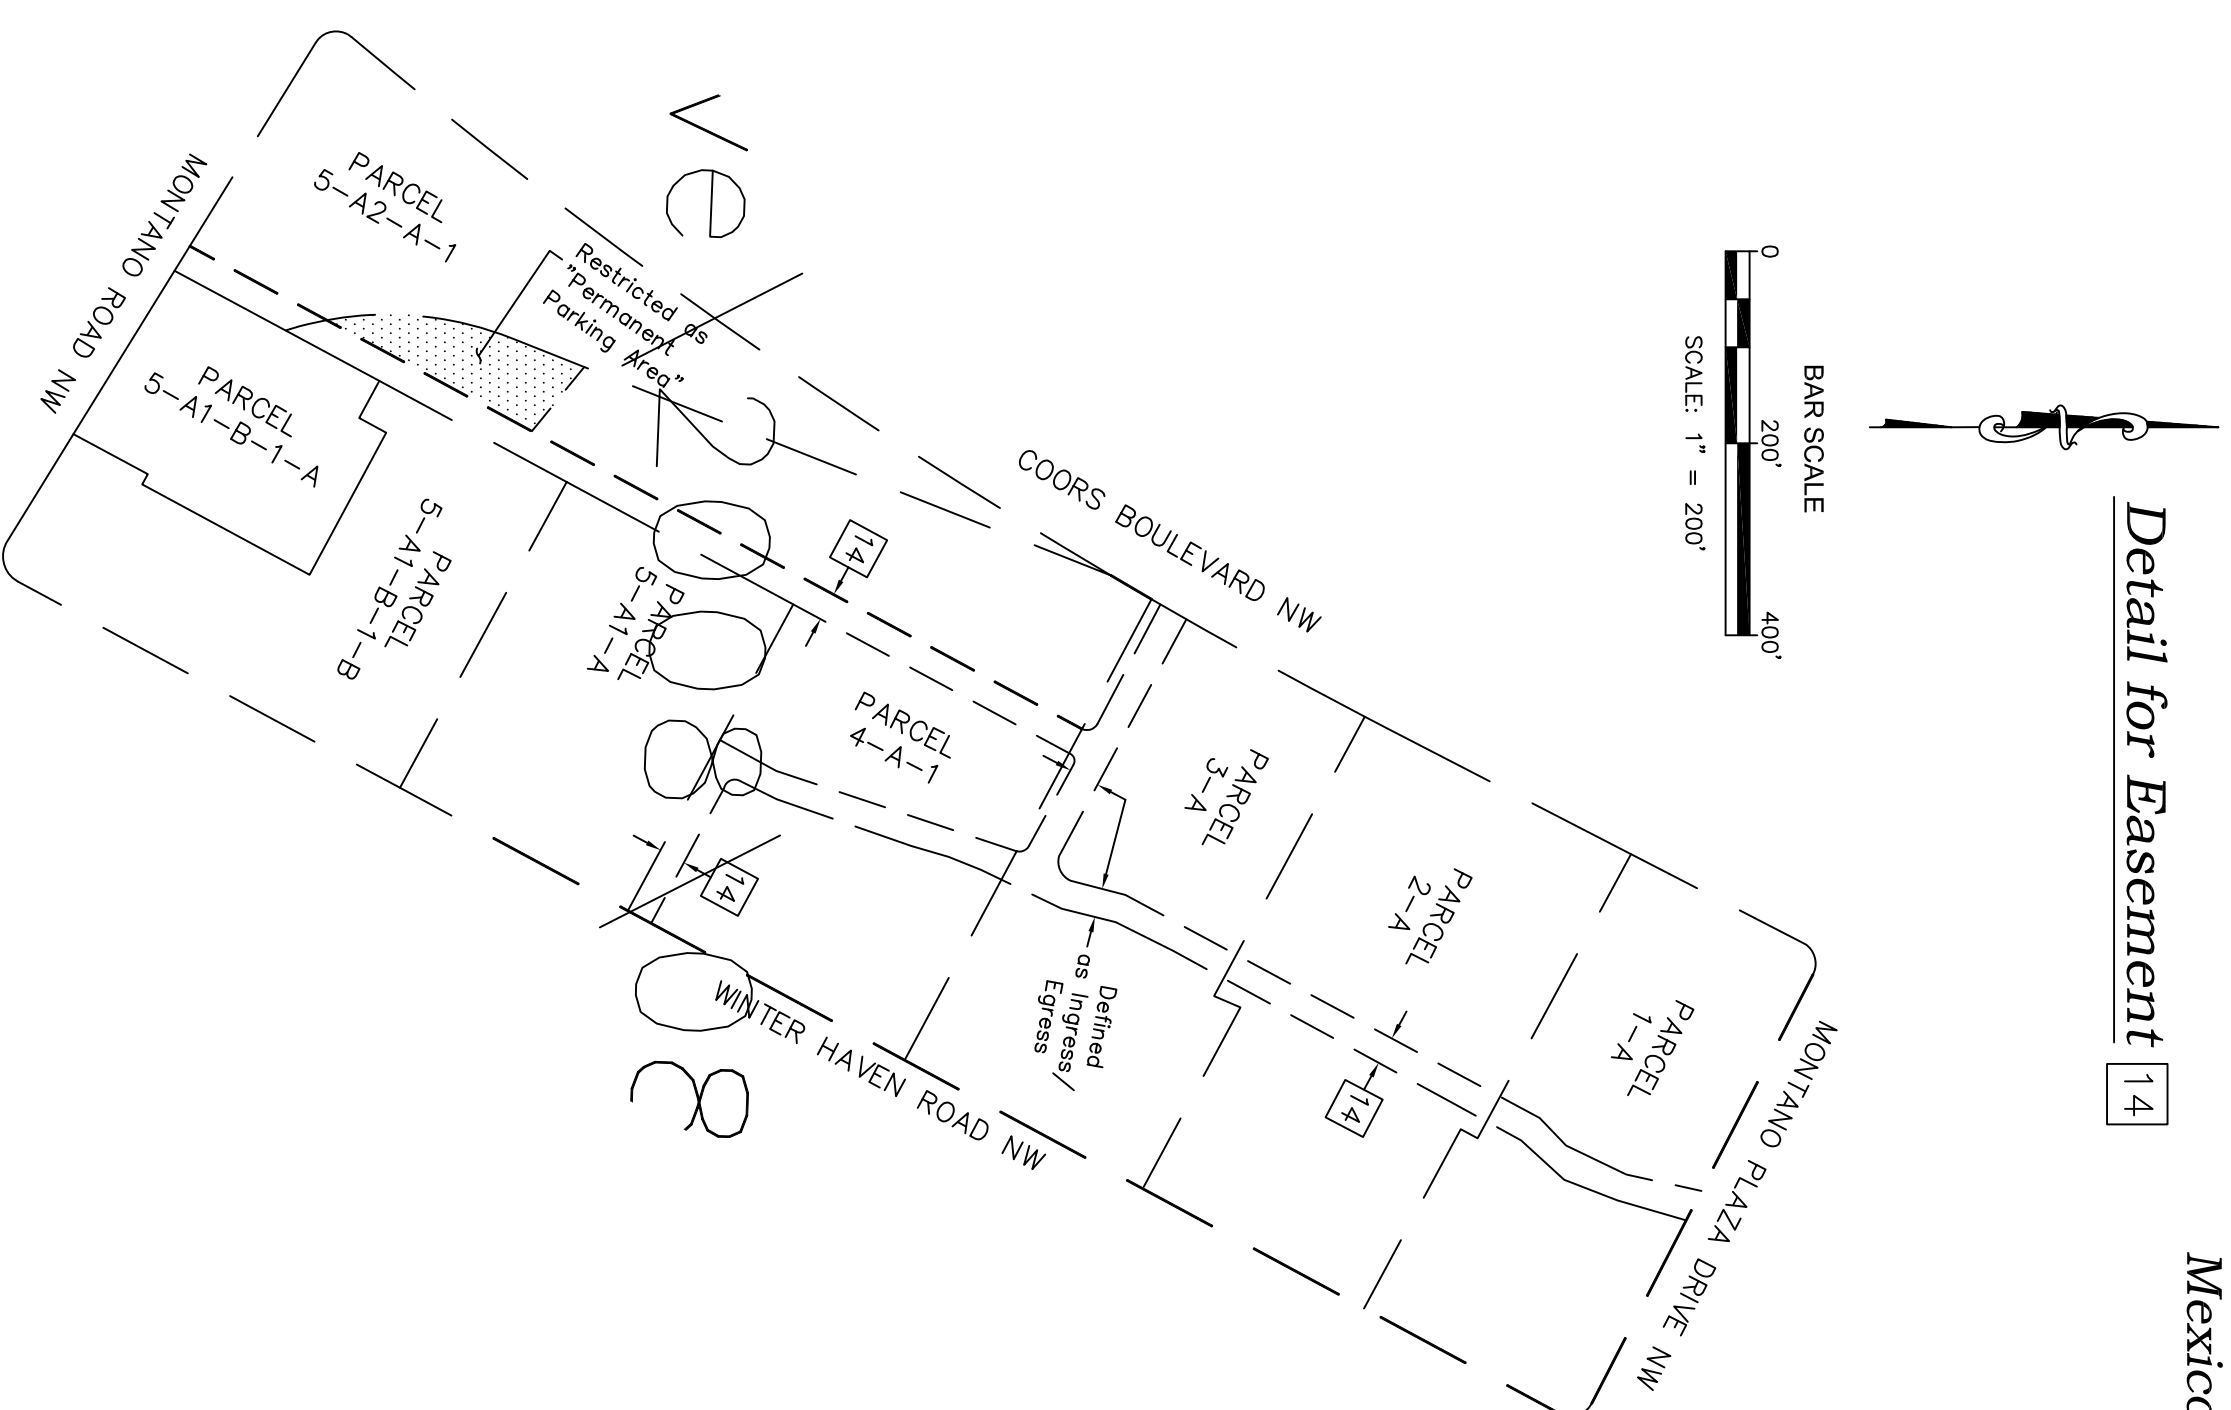 Detail for Easement 14
Mexico
BAR SCALE
0 200' 400'
SCALE: 1" = 200'
COORS BOULEVARD NW
MONTANO ROAD NW
WINTER HAVEN ROAD NW
MONTANO PLAZA DRIVE NW
PARCEL
5-A2-A-1
Restricted as
"Permanent
Parking Area"
PARCEL
5-A1-B-1-A
PARCEL
5-A1-B-1-B
PARCEL
5-A1-A
14
PARCEL
4-A-1
14
PARCEL
3-A
Defined
as Ingress/
Egress
PARCEL
2-A
14
PARCEL
1-A